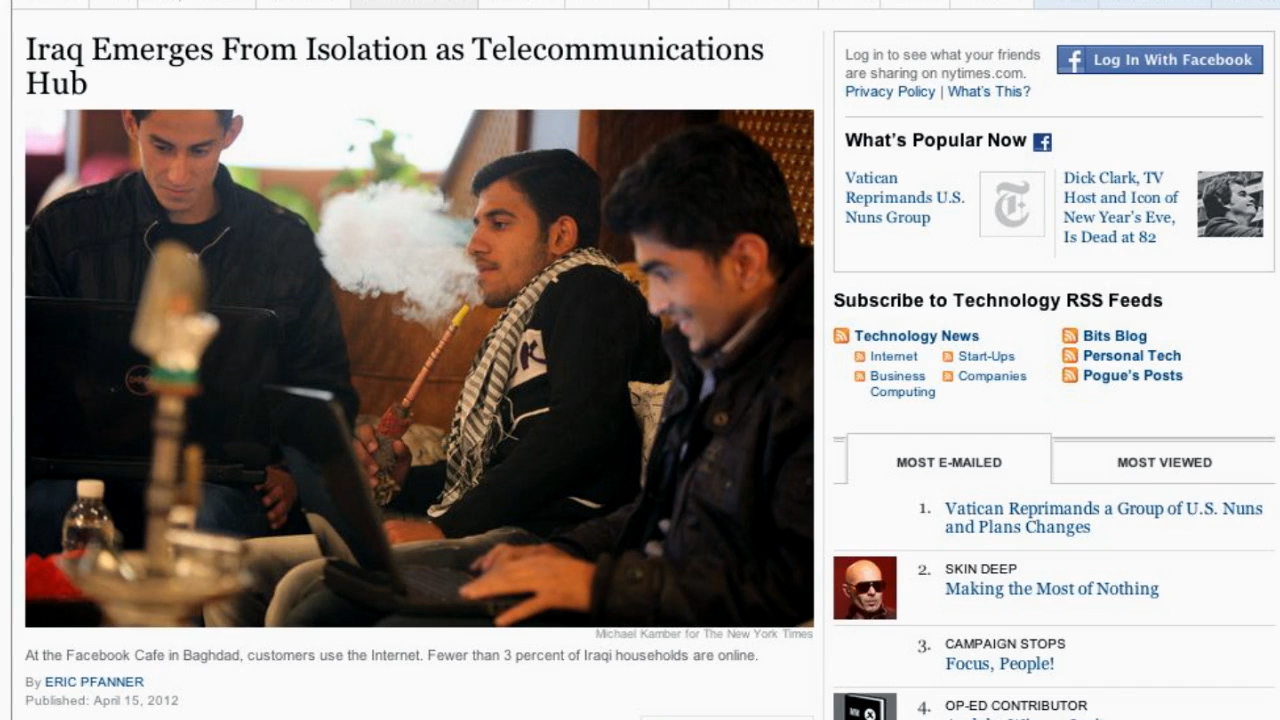 Iraq Emerges From Isolation as Telecommunications
Hub
Michael Kamber for The New York Times
At the Facebook Cafe in Baghdad, customers use the Internet. Fewer than 3 percent of Iraqi households are online.
By ERIC PFANNER
Published: April 15, 2012
Log in to see what your friends
are sharing on nytimes.com.
Privacy Policy | What's This?
f Log In With Facebook
What's Popular Now f
Vatican
Reprimands U.S.
Nuns Group
T
Dick Clark, TV
Host and Icon of
New Year's Eve,
Is Dead at 82
Subscribe to Technology RSS Feeds
Technology News
Internet
Start-Ups
Business
Computing
Companies
Bits Blog
Personal Tech
Pogue's Posts
MOST E-MAILED
MOST VIEWED
1. Vatican Reprimands a Group of U.S. Nuns
and Plans Changes
2. SKIN DEEP
Making the Most of Nothing
3. CAMPAIGN STOPS
Focus, People!
4. OP-ED CONTRIBUTOR